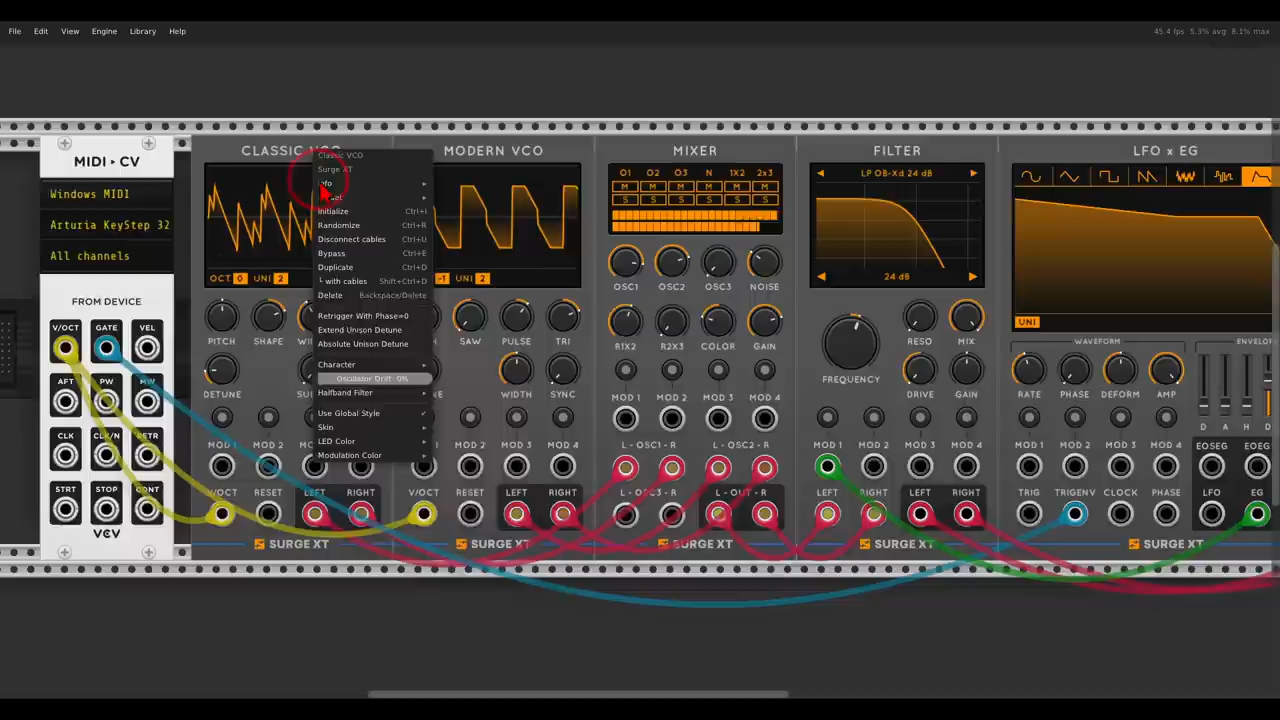 File Edit View Engine Library Help
45.4 fps 5.3% avg 8.1% max
MIDI ▸ CV
Windows MIDI
Arturia KeyStep 32
All channels
FROM DEVICE
V/OCT GATE VEL
AFT PW MW
CLK CLK/N RETR
STRT STOP CONT
VCV
CLASSIC VCO
OCT 0 UNI 2
PITCH SHAPE
DETUNE
MOD 1 MOD 2
V/OCT RESET LEFT RIGHT
SURGE XT
Classic VCO
Surge XT
Info
Initialize Ctrl+I
Randomize Ctrl+R
Disconnect cables Ctrl+U
Bypass Ctrl+E
Duplicate Ctrl+D
└ with cables Shift+Ctrl+D
Delete Backspace/Delete
Retrigger With Phase=0
Extend Unison Detune
Absolute Unison Detune
Character
Oscillator Drift: 0%
Halfband Filter
Use Global Style ✓
Skin
LED Color
Modulation Color
MODERN VCO
-1 UNI 2
SAW PULSE TRI
WIDTH SYNC
MOD 2 MOD 3 MOD 4
V/OCT RESET LEFT RIGHT
SURGE XT
MIXER
O1 O2 O3 N 1X2 2x3
M M M M M M
S S S S S S
OSC1 OSC2 OSC3 NOISE
R1X2 R2X3 COLOR GAIN
MOD 1 MOD 2 MOD 3 MOD 4
L - OSC1 - R L - OSC2 - R
L - OSC3 - R L - OUT - R
SURGE XT
FILTER
LP OB-Xd 24 dB
24 dB
FREQUENCY RESO MIX
DRIVE GAIN
MOD 1 MOD 2 MOD 3 MOD 4
LEFT RIGHT LEFT RIGHT
SURGE XT
LFO x EG
UNI
WAVEFORM
RATE PHASE DEFORM AMP
D A H D
MOD 1 MOD 2 MOD 3 MOD 4 EOSEG
TRIG TRIGENV CLOCK PHASE LFO EG
SURGE XT